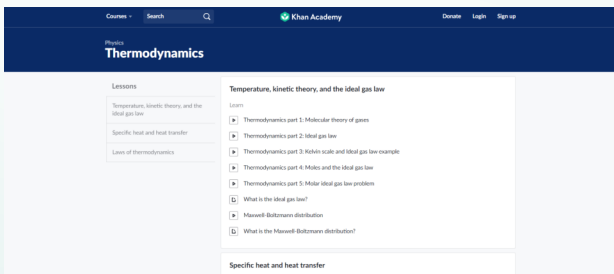 Courses
Search
Khan Academy
Donate
Login
Sign up
Physics
Thermodynamics
Lessons
Temperature, kinetic theory, and the
ideal gas law
Specific heat and heat transfer
Laws of thermodynamics
Temperature, kinetic theory, and the ideal gas law
Learn
Thermodynamics part 1: Molecular theory of gases
Thermodynamics part 2: Ideal gas law
Thermodynamics part 3: Kelvin scale and Ideal gas law example
Thermodynamics part 4: Moles and the ideal gas law
Thermodynamics part 5: Molar ideal gas law problem
What is the ideal gas law?
Maxwell-Boltzmann distribution
What is the Maxwell-Boltzmann distribution?
Specific heat and heat transfer